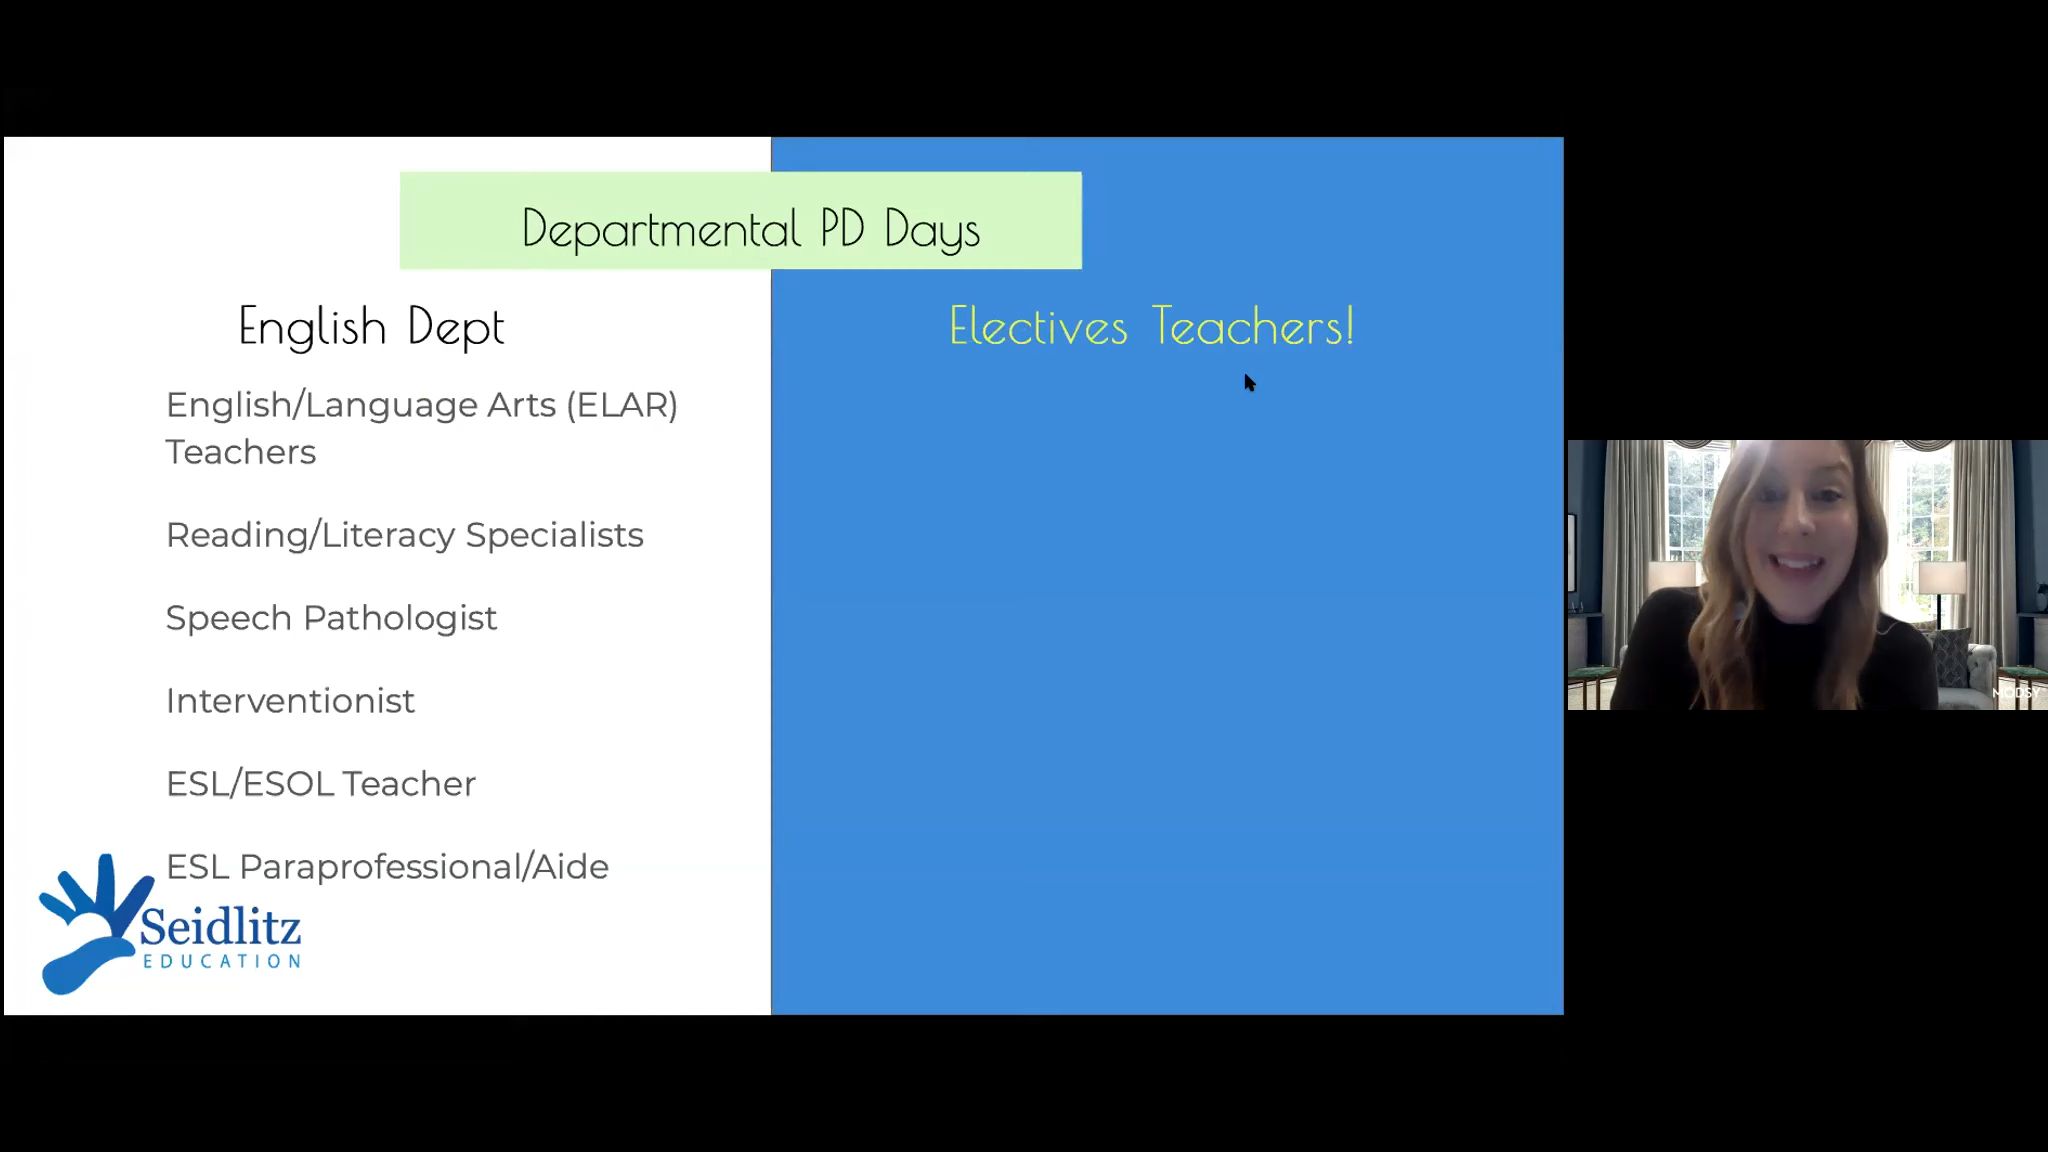 Departmental PD Days
English Dept
English/Language Arts (ELAR)
Teachers
Reading/Literacy Specialists
Speech Pathologist
Interventionist
ESL/ESOL Teacher
ESL Paraprofessional/Aide
Seidlitz
EDUCATION
Electives Teachers!
MODSY